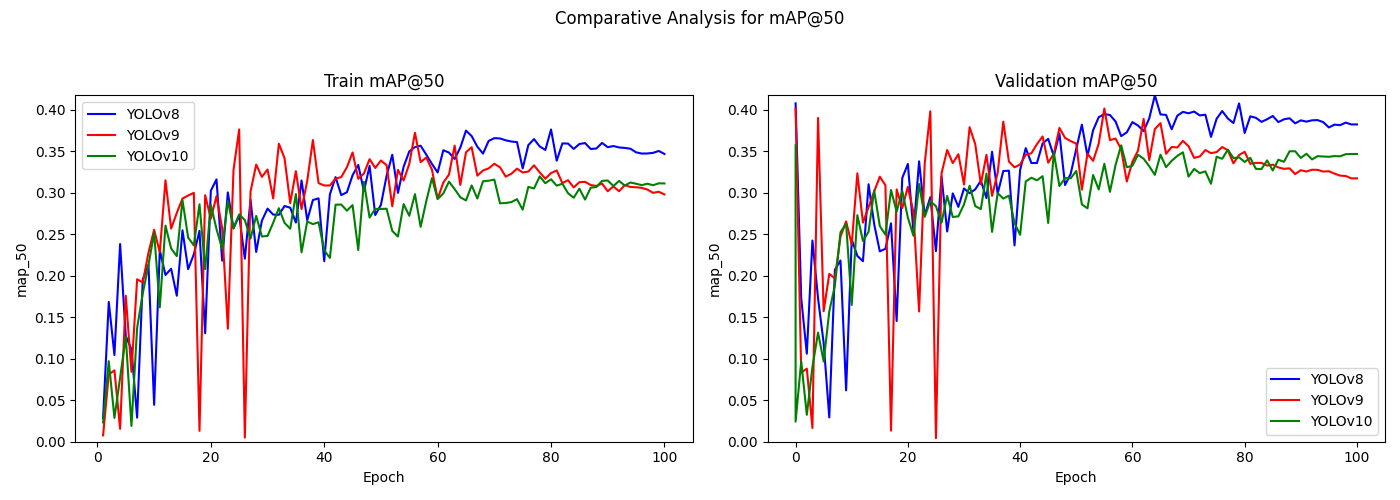 Comparative Analysis for mAP@50
Train mAP@50
0.40
0.35
0.30
0.25
0.20
0.15
0.10
0.05
0.00
map_50
YOLOv8
YOLOv9
YOLOv10
0 20 40 60 80 100
Epoch
Validation mAP@50
0.40
0.35
0.30
0.25
0.20
0.15
0.10
0.05
0.00
map_50
YOLOv8
YOLOv9
YOLOv10
0 20 40 60 80 100
Epoch